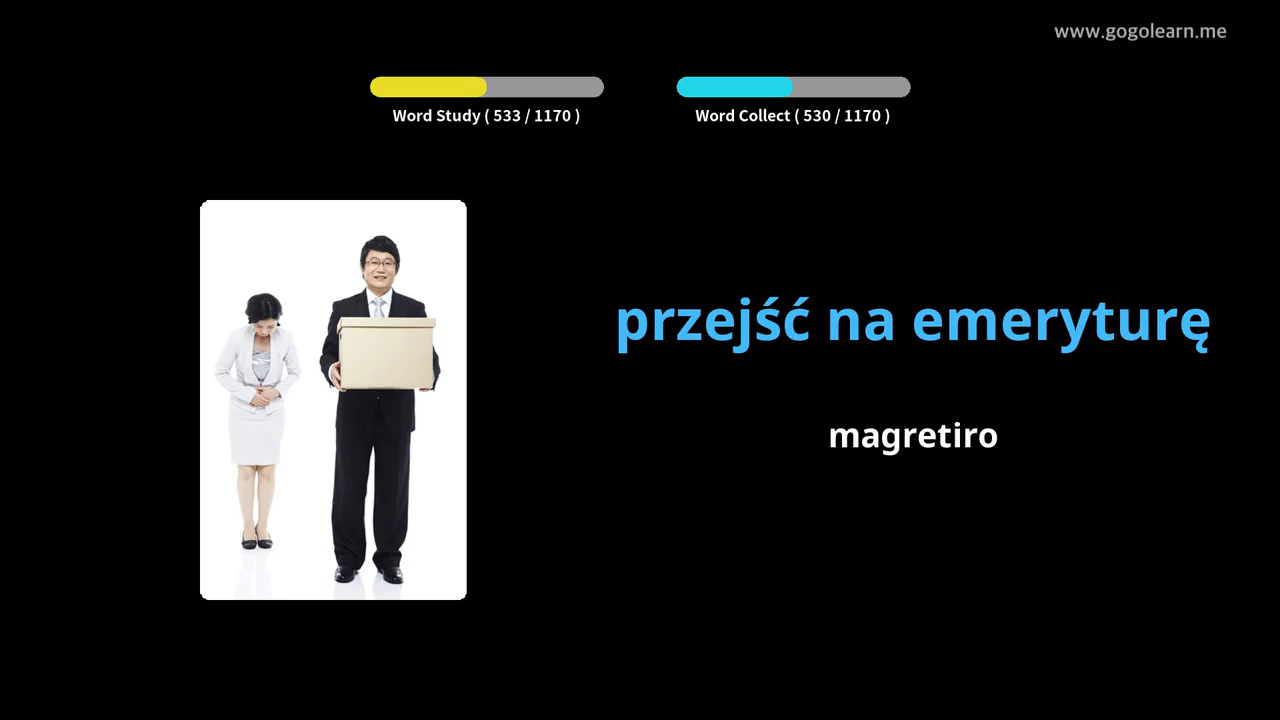 www.gogolearn.me
Word Study ( 533 / 1170 )
Word Collect ( 530 / 1170 )
przejść na emeryturę
magretiro